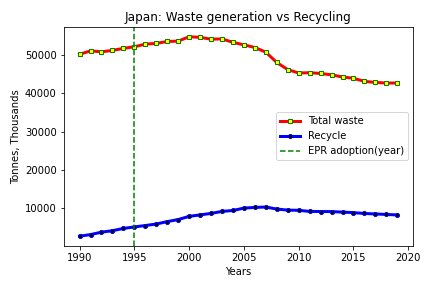 Japan: Waste generation vs Recycling
Tonnes, Thousands
50000
40000
30000
20000
10000
Total waste
Recycle
EPR adoption(year)
1990
1995
2000
2005
2010
2015
2020
Years